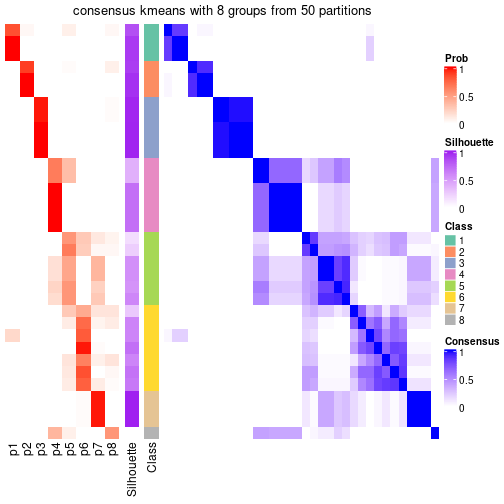 consensus kmeans with 8 groups from 50 partitions
Prob
1
0.5
0
Silhouette
1
0.5
0
Class
1
2
3
4
5
6
7
8
Consensus
1
0.5
0
p1
p2
p3
p4
p5
p6
p7
p8
Silhouette
Class